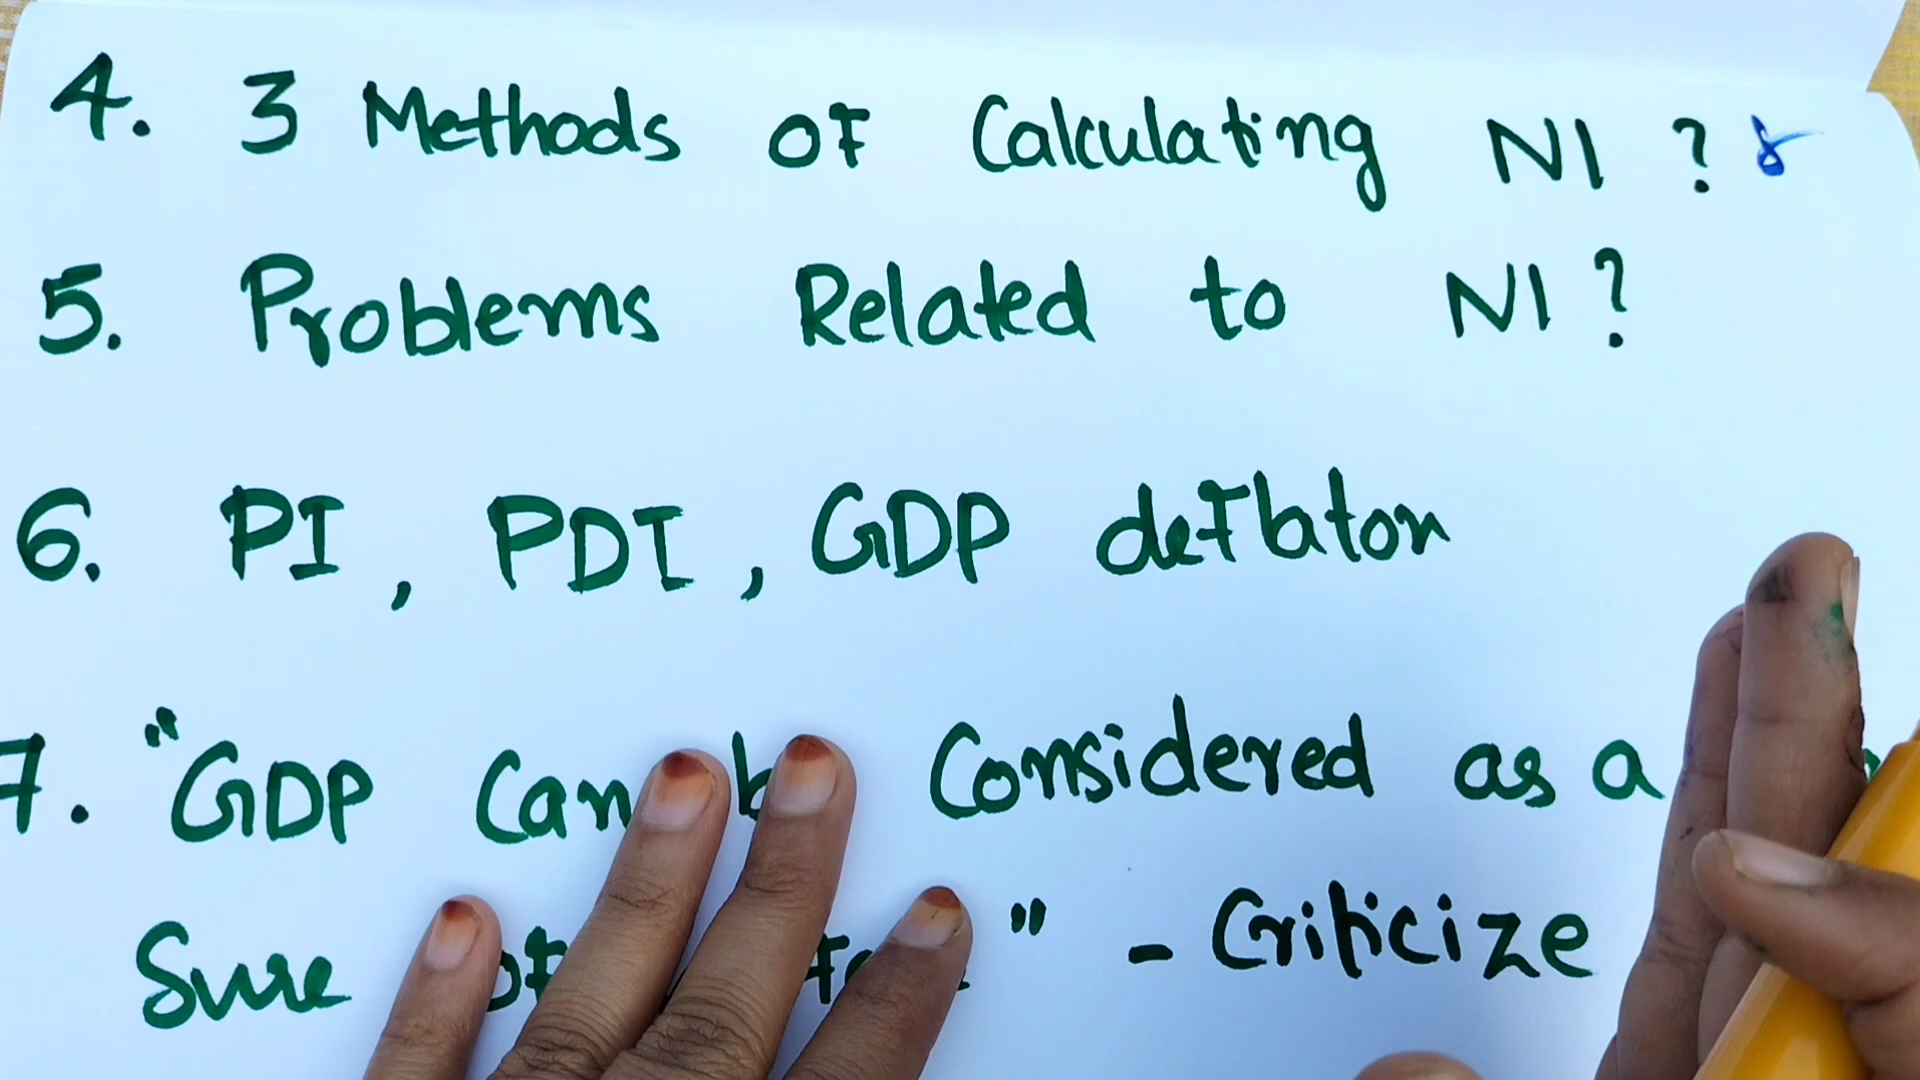 4. 3 Methods of Calculating NI ? 8
5. Problems Related to NI ?
6. PI, PDI, GDP deflator
7. "GDP Can Considered as a
Sure " - Criticize